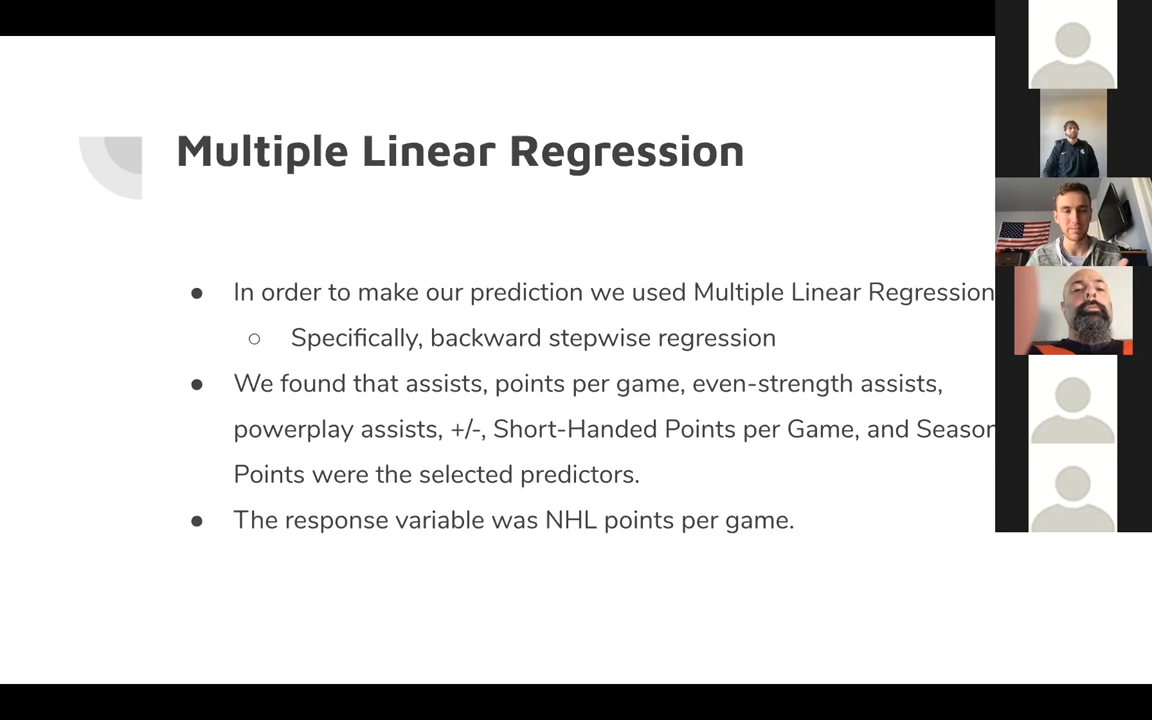 Multiple Linear Regression
● In order to make our prediction we used Multiple Linear Regression
○ Specifically, backward stepwise regression
● We found that assists, points per game, even-strength assists,
powerplay assists, +/-, Short-Handed Points per Game, and Season
Points were the selected predictors.
● The response variable was NHL points per game.